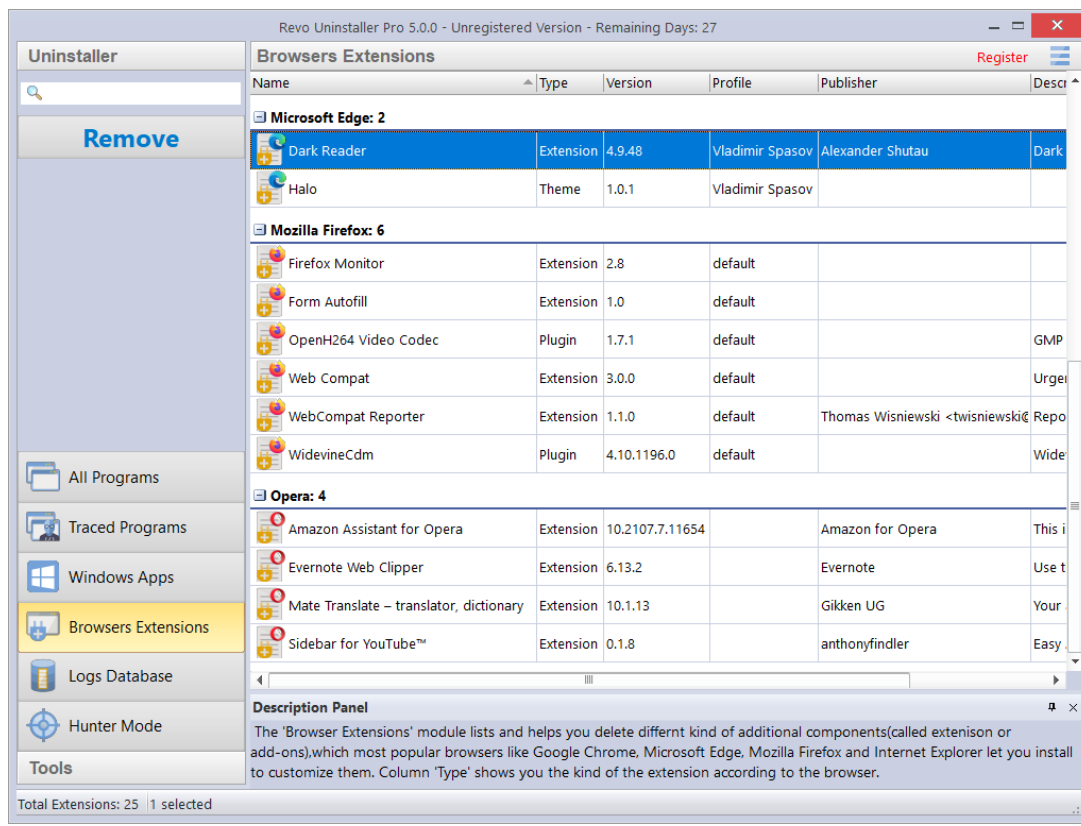 Revo Uninstaller Pro 5.0.0 - Unregistered Version - Remaining Days: 27
Uninstaller
Browsers Extensions
Register
Name Type Version Profile Publisher Descr
Remove
Microsoft Edge: 2
Dark Reader Extension 4.9.48 Vladimir Spasov Alexander Shutau Dark
Halo Theme 1.0.1 Vladimir Spasov
Mozilla Firefox: 6
Firefox Monitor Extension 2.8 default
Form Autofill Extension 1.0 default
OpenH264 Video Codec Plugin 1.7.1 default GMP
Web Compat Extension 3.0.0 default Urger
WebCompat Reporter Extension 1.1.0 default Thomas Wisniewski <twisniewski@ Repo
WidevineCdm Plugin 4.10.1196.0 default Wide
Opera: 4
Amazon Assistant for Opera Extension 10.2107.7.11654 Amazon for Opera This i
Evernote Web Clipper Extension 6.13.2 Evernote Use t
Mate Translate – translator, dictionary Extension 10.1.13 Gikken UG Your
Sidebar for YouTube™ Extension 0.1.8 anthonyfindler Easy
All Programs
Traced Programs
Windows Apps
Browsers Extensions
Logs Database
Hunter Mode
Tools
Description Panel
The 'Browser Extensions' module lists and helps you delete differnt kind of additional components(called extenison or
add-ons),which most popular browsers like Google Chrome, Microsoft Edge, Mozilla Firefox and Internet Explorer let you install
to customize them. Column 'Type' shows you the kind of the extension according to the browser.
Total Extensions: 25 1 selected